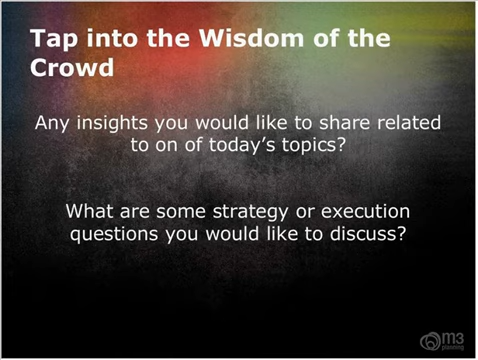 Tap into the Wisdom of the
Crowd
Any insights you would like to share related
to on of today's topics?
What are some strategy or execution
questions you would like to discuss?
m3
planning